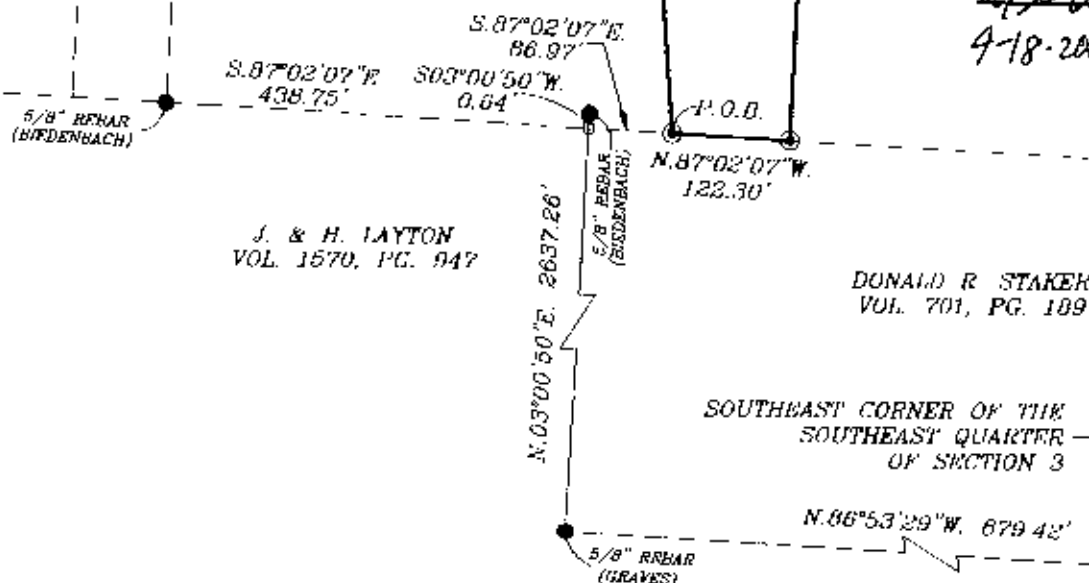 S.87°02'07"E.
86.97'
4-18-20
S.87°02'07"E
438.75'
S03°00'50"W.
0.64'
5/8" REBAR
(BIEDENBACH)
P.O.B.
N.87°02'07"W.
122.30'
5/8" REBAR
(BIEDENBACH)
N.03°00'50"E. 2637.26'
J. & H. LAYTON
VOL. 1570, PG. 947
DONALD R STAKER
VOL. 701, PG. 189
SOUTHEAST CORNER OF THE
SOUTHEAST QUARTER
OF SECTION 3
N.86°53'29"W. 679.42'
5/8" REBAR
(GRAVES)